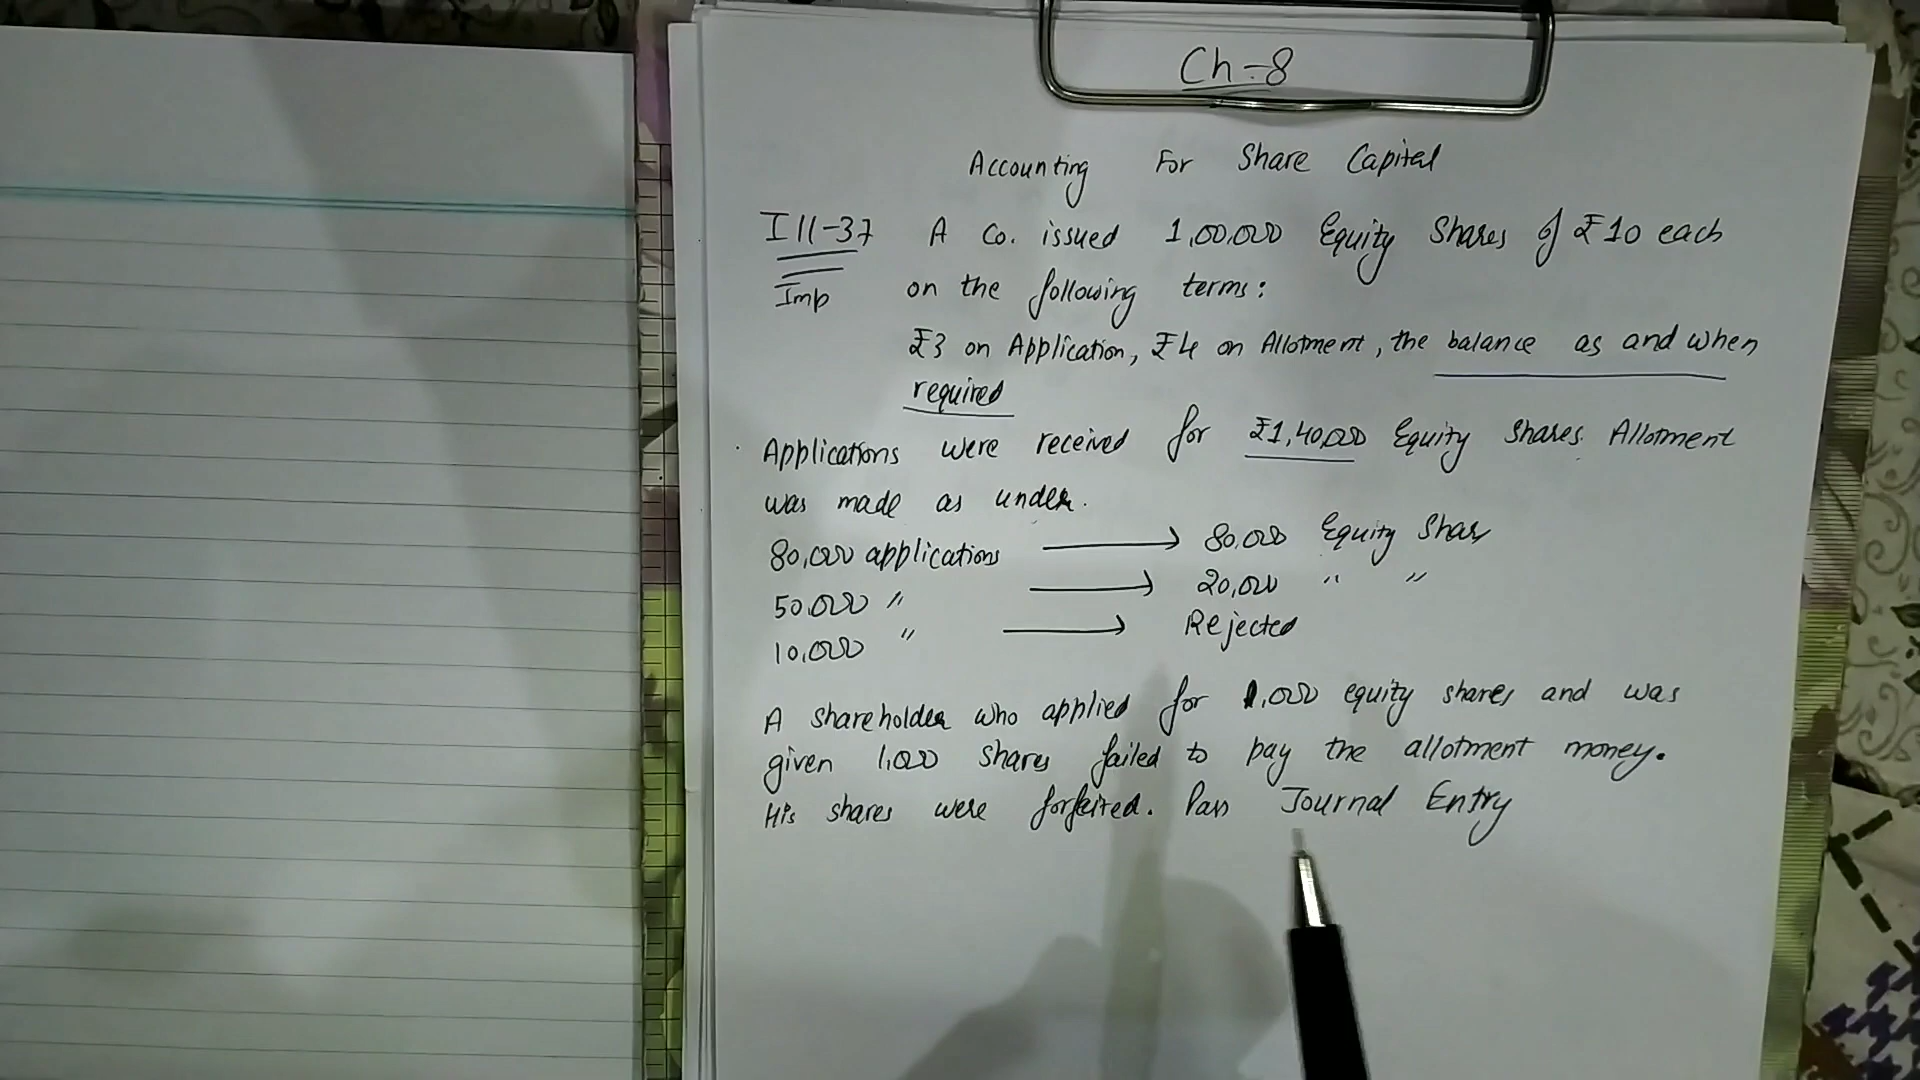 Ch-8
Accounting For Share Capital
Ill-37 A Co. issued 1,00,000 Equity Shares of ₹10 each
Imp on the following terms:
₹3 on Application, ₹4 on Allotment, the balance as and when
required
Applications were received for ₹1,40,000 Equity Shares. Allotment
was made as under.
80,000 applications → 80,000 Equity Shar
50,000 " → 20,000 " "
10,000 " → Rejected
A shareholder who applied for 1,000 equity shares and was
given 1,000 shares failed to pay the allotment money.
His shares were forfeited. Pass Journal Entry